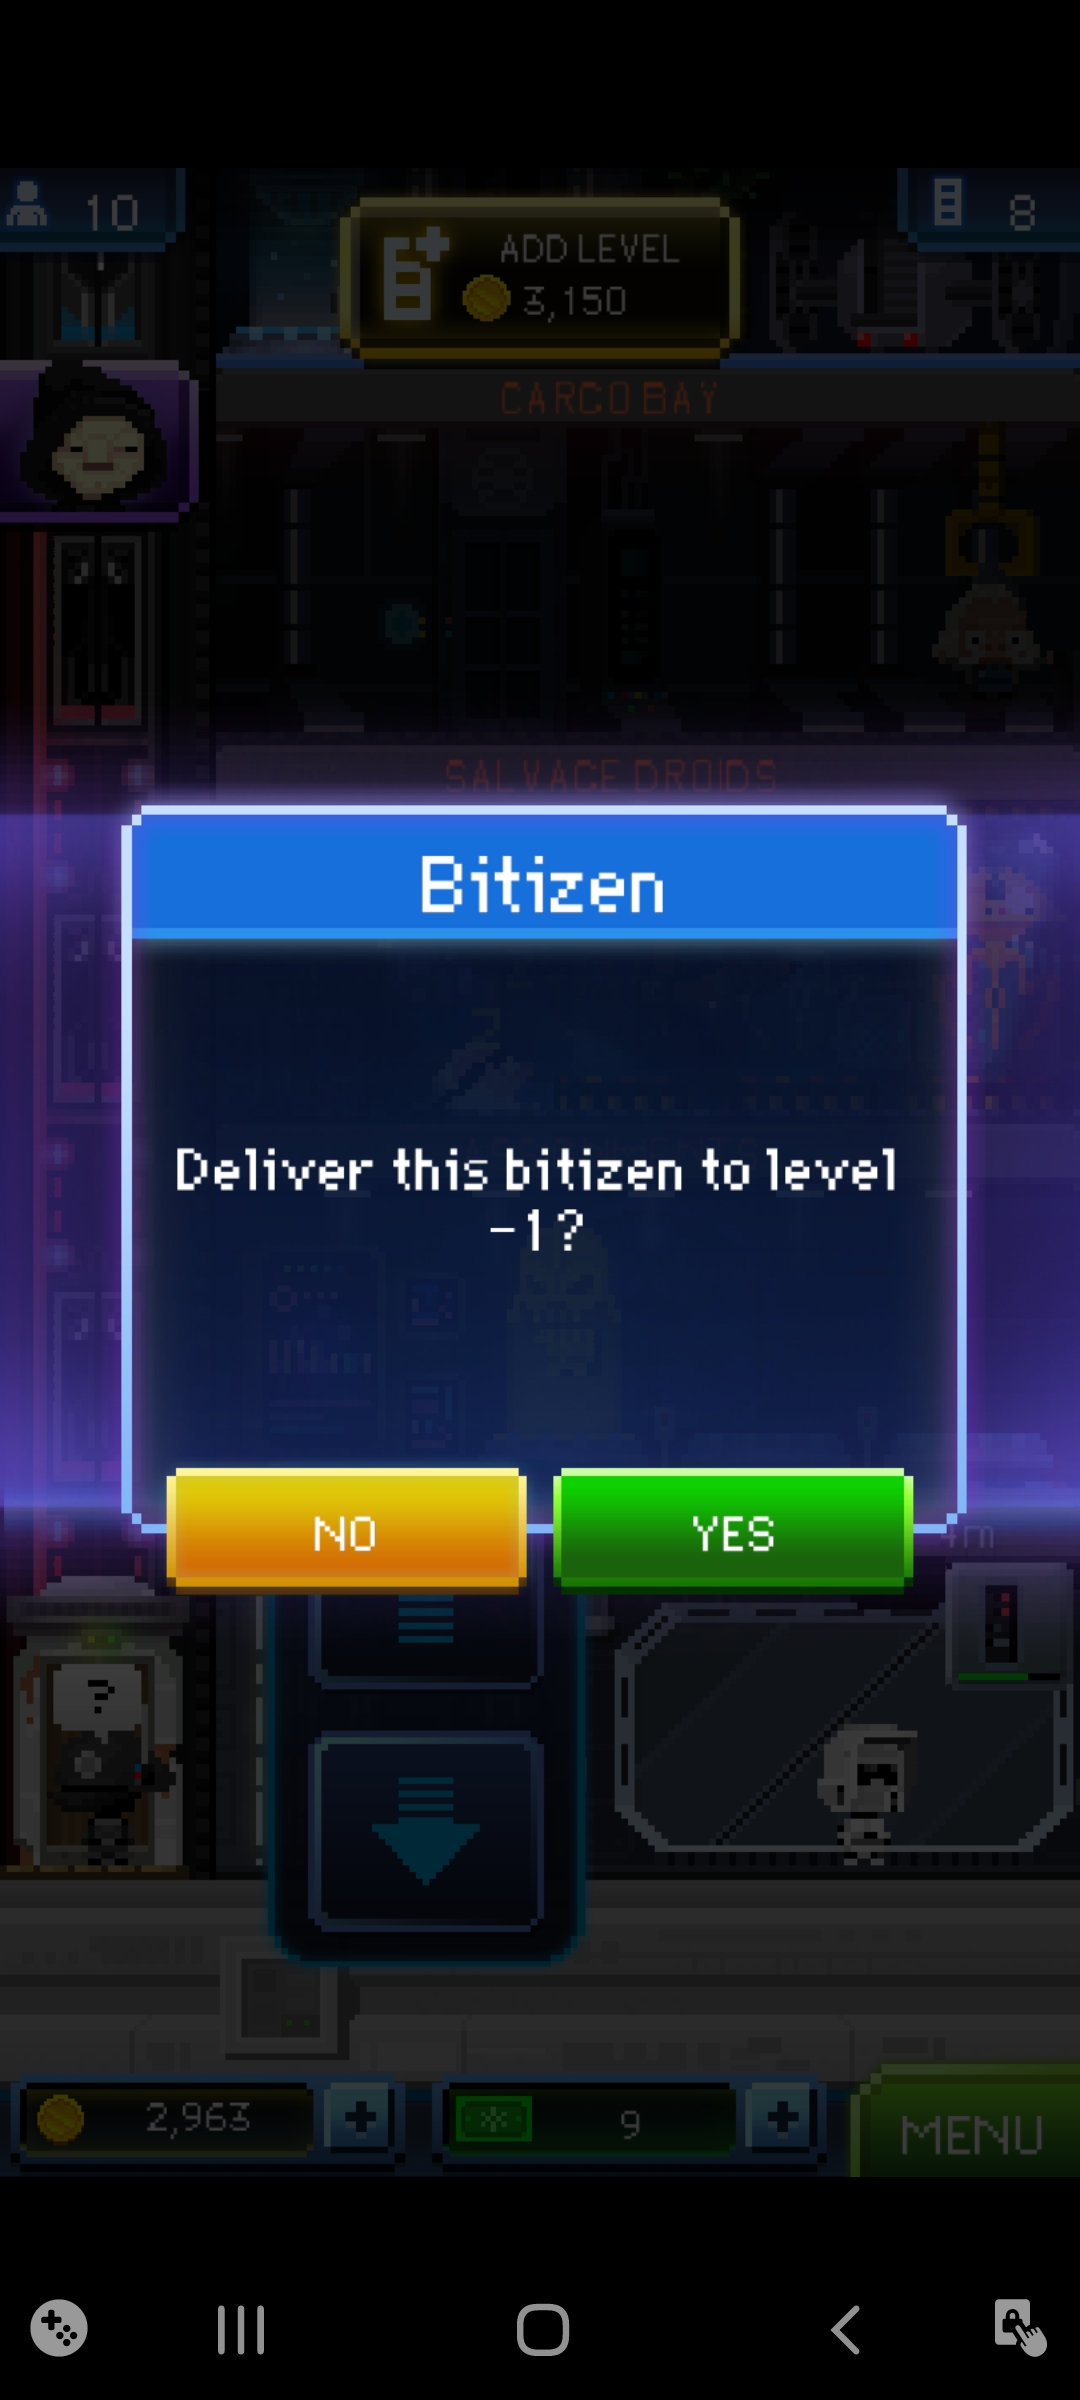 10
ADD LEVEL
3,150
8
CARGO BAY
SALVAGE DROIDS
Bitizen
Deliver this bitizen to level
-1?
NO
YES
4m
?
2,963
9
MENU